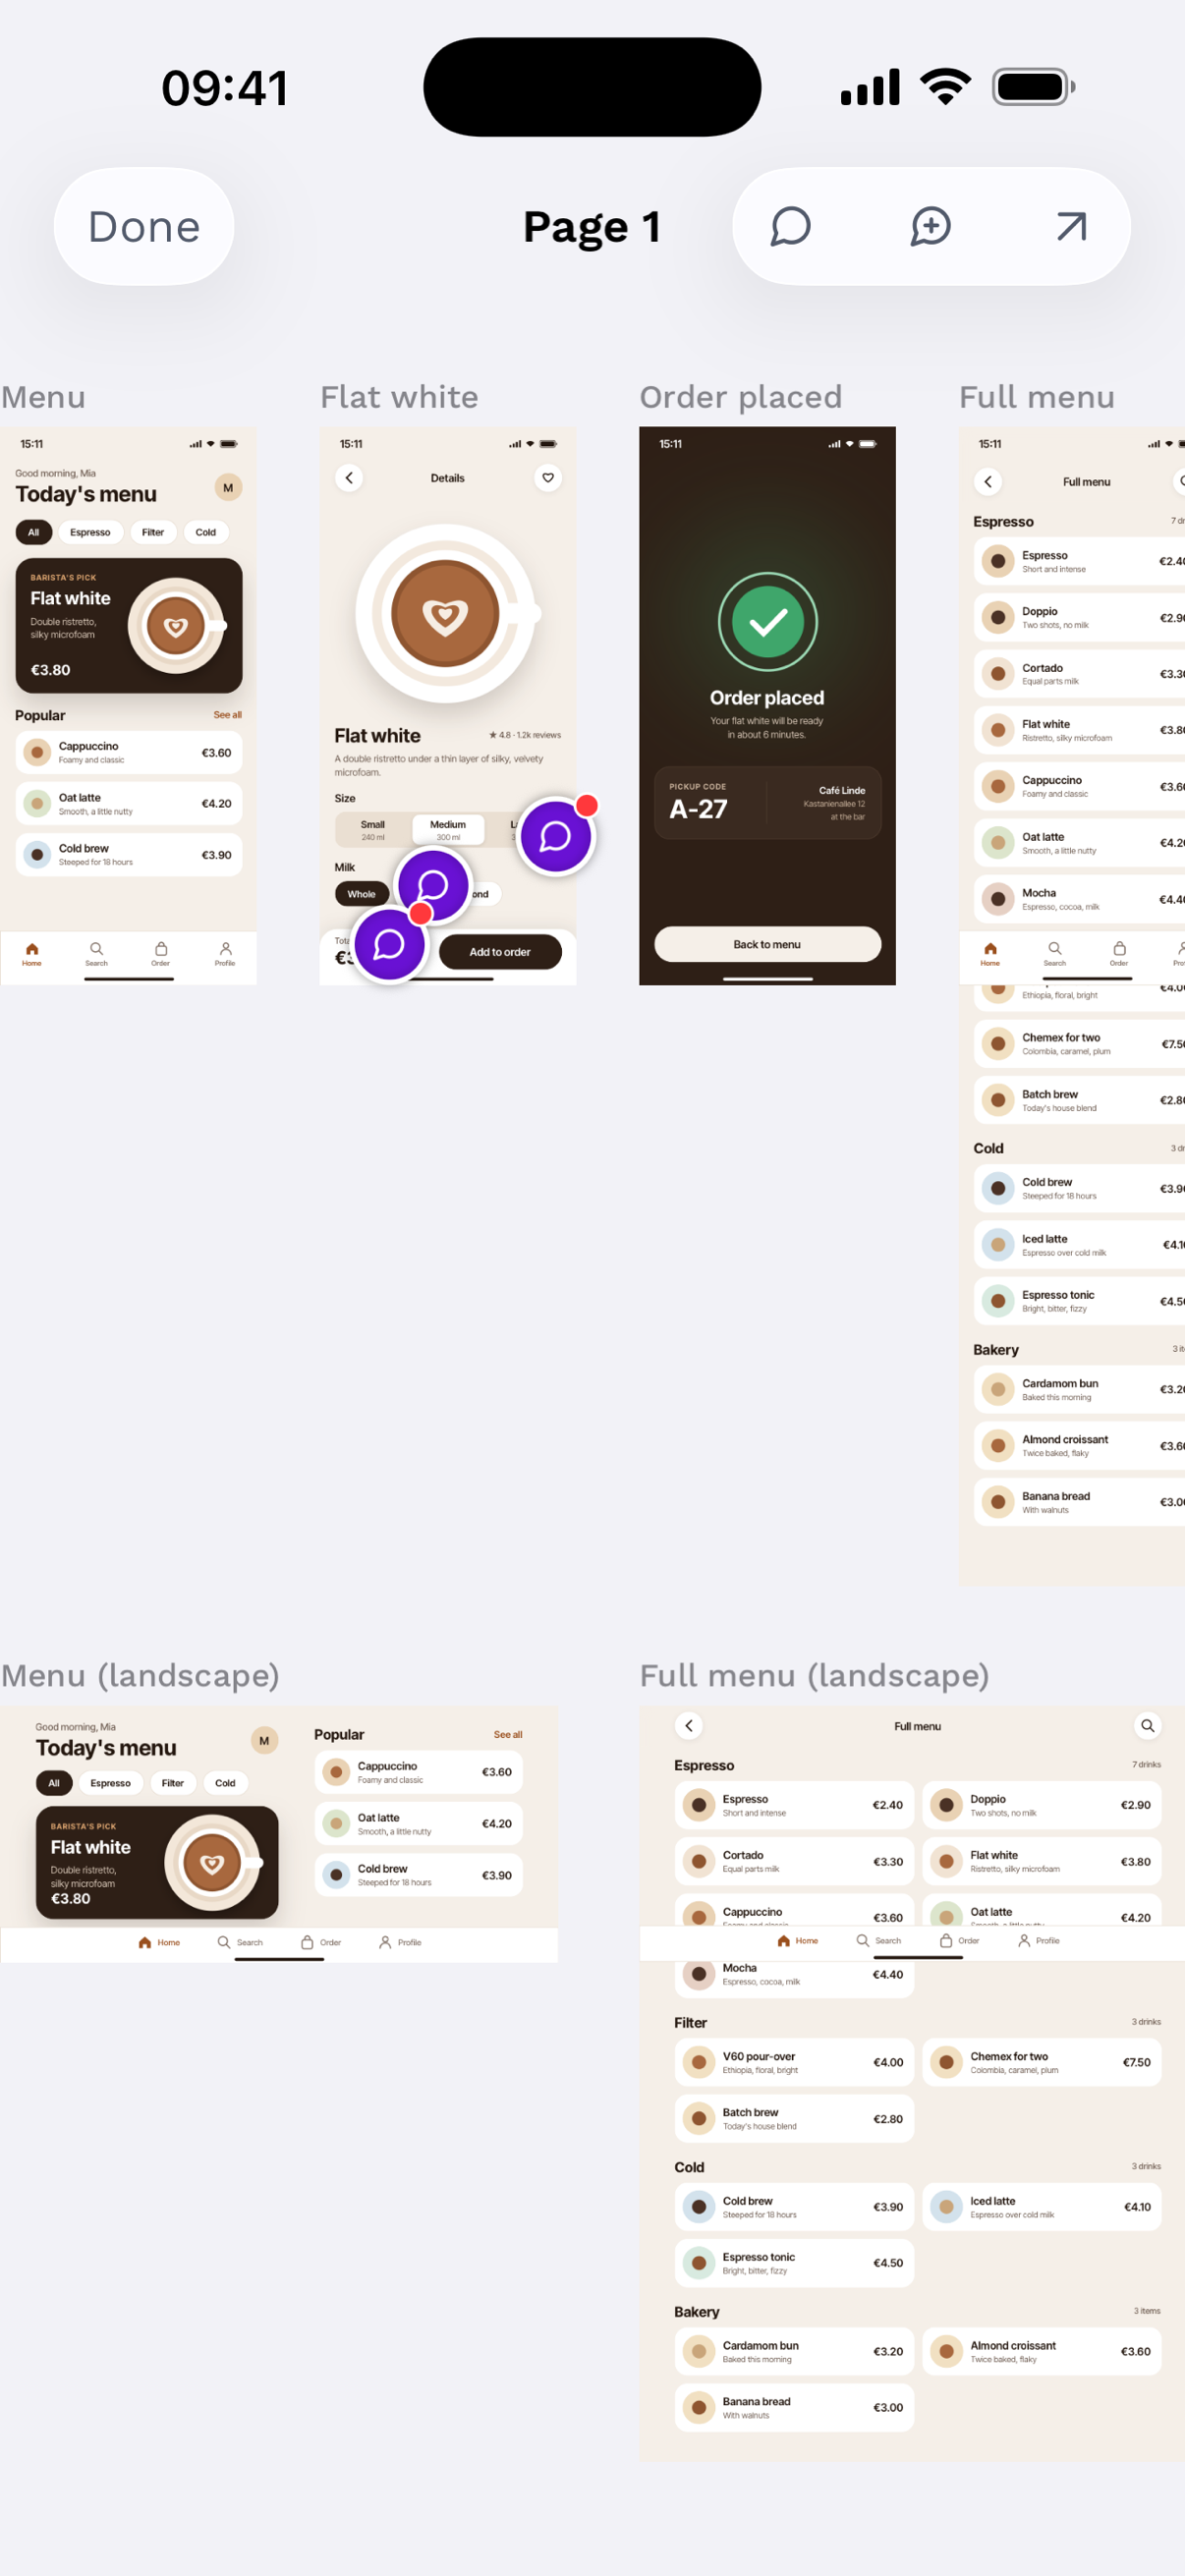 09:41
Done
Page 1
Menu
15:11
Good morning, Mia
Today's menu
M
All
Espresso
Filter
Cold
BARISTA'S PICK
Flat white
Double ristretto,
silky microfoam
€3.80
Popular
See all
Cappuccino
Foamy and classic
€3.60
Oat latte
Smooth, a little nutty
€4.20
Cold brew
Steeped for 18 hours
€3.90
Home
Search
Order
Profile
Flat white
15:11
Details
Flat white
★ 4.8 · 1.2k reviews
A double ristretto under a thin layer of silky, velvety
microfoam.
Size
Small
240 ml
Medium
300 ml
Milk
Whole
Add to order
Order placed
15:11
Order placed
Your flat white will be ready
in about 6 minutes.
PICKUP CODE
A-27
Café Linde
Kastanienallee 12
at the bar
Back to menu
Full menu
15:11
Full menu
Espresso
Espresso
Short and intense
Doppio
Two shots, no milk
Cortado
Equal parts milk
Flat white
Ristretto, silky microfoam
Cappuccino
Foamy and classic
Oat latte
Smooth, a little nutty
Mocha
Espresso, cocoa, milk
Home
Search
Order
Ethiopia, floral, bright
Chemex for two
Colombia, caramel, plum
Batch brew
Today's house blend
Cold
Cold brew
Steeped for 18 hours
Iced latte
Espresso over cold milk
Espresso tonic
Bright, bitter, fizzy
Bakery
Cardamom bun
Baked this morning
Almond croissant
Twice baked, flaky
Banana bread
With walnuts
Menu (landscape)
Good morning, Mia
Today's menu
M
All
Espresso
Filter
Cold
BARISTA'S PICK
Flat white
Double ristretto,
silky microfoam
€3.80
Popular
See all
Cappuccino
Foamy and classic
€3.60
Oat latte
Smooth, a little nutty
€4.20
Cold brew
Steeped for 18 hours
€3.90
Home
Search
Order
Profile
Full menu (landscape)
Full menu
Espresso
7 drinks
Espresso
Short and intense
€2.40
Doppio
Two shots, no milk
€2.90
Cortado
Equal parts milk
€3.30
Flat white
Ristretto, silky microfoam
€3.80
Cappuccino
€3.60
Oat latte
€4.20
Home
Search
Order
Profile
Mocha
Espresso, cocoa, milk
€4.40
Filter
3 drinks
V60 pour-over
Ethiopia, floral, bright
€4.00
Chemex for two
Colombia, caramel, plum
€7.50
Batch brew
Today's house blend
€2.80
Cold
3 drinks
Cold brew
Steeped for 18 hours
€3.90
Iced latte
Espresso over cold milk
€4.10
Espresso tonic
Bright, bitter, fizzy
€4.50
Bakery
3 items
Cardamom bun
Baked this morning
€3.20
Almond croissant
Twice baked, flaky
€3.60
Banana bread
With walnuts
€3.00